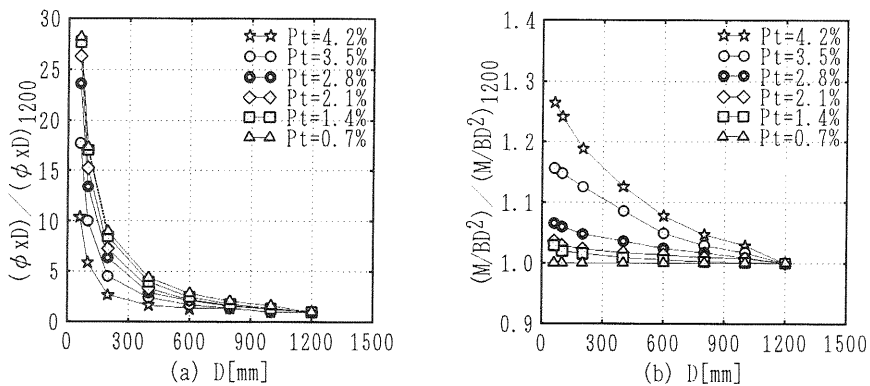 30
25
20
15
10
5
0
(φxD)／(φxD)1200
Pt=4.2%
Pt=3.5%
Pt=2.8%
Pt=2.1%
Pt=1.4%
Pt=0.7%
0 300 600 900 1200 1500
(a) D[mm]
1.4
1.3
1.2
1.1
1.0
0.9
(M/BD²)／(M/BD²)1200
Pt=4.2%
Pt=3.5%
Pt=2.8%
Pt=2.1%
Pt=1.4%
Pt=0.7%
0 300 600 900 1200 1500
(b) D[mm]